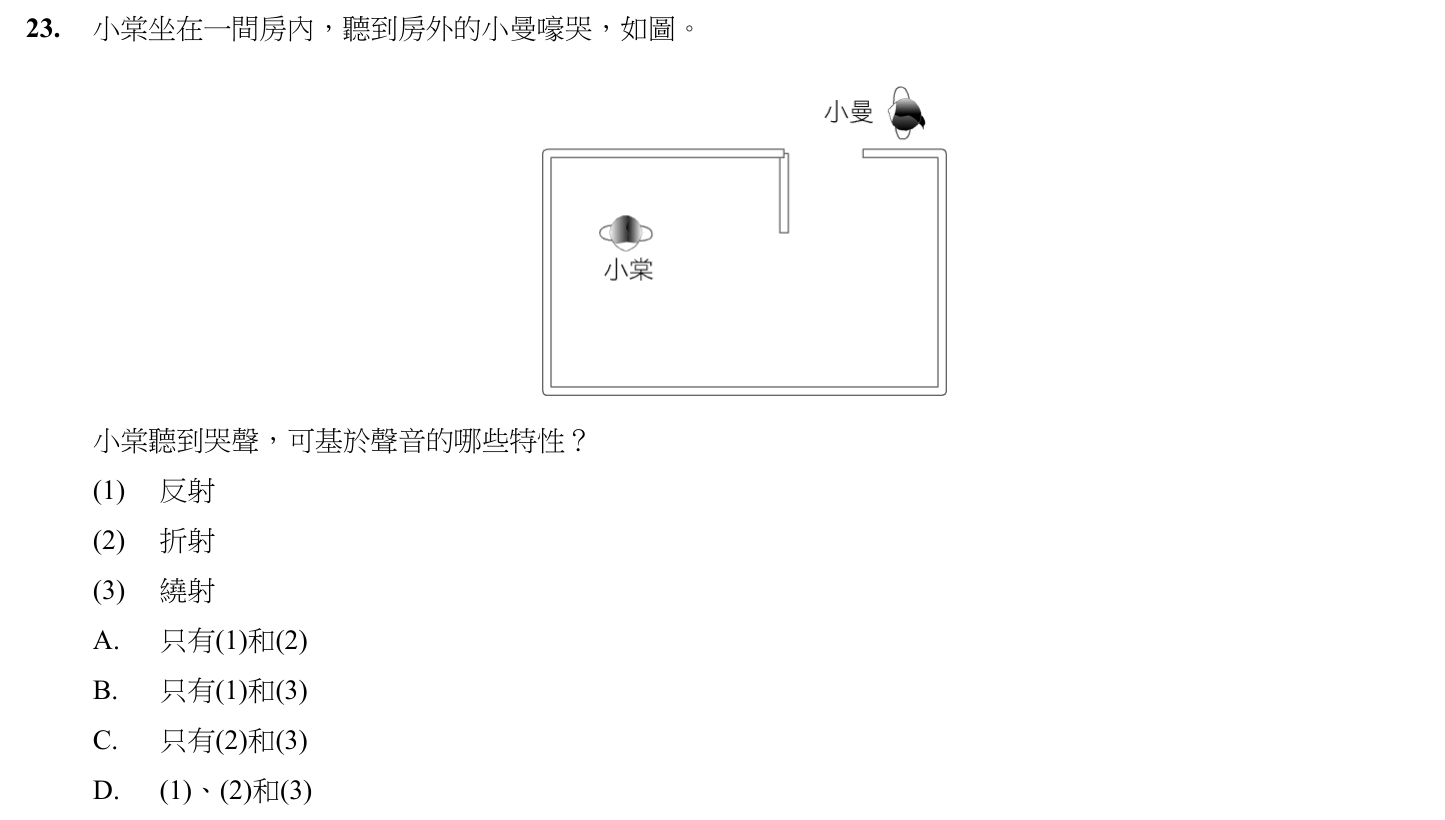 23. 小棠坐在一間房內，聽到房外的小曼嚎哭，如圖。
小曼
小棠
小棠聽到哭聲，可基於聲音的哪些特性？
(1) 反射
(2) 折射
(3) 繞射
A. 只有(1)和(2)
B. 只有(1)和(3)
C. 只有(2)和(3)
D. (1)、(2)和(3)